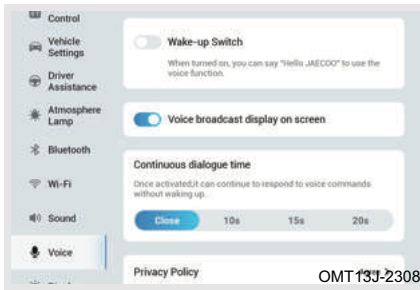 Control
Vehicle
Settings
Driver
Assistance
Atmosphere
Lamp
Bluetooth
Wi-Fi
Sound
Voice
Wake-up Switch
When turned on, you can say "Hello JAECOO" to use the
voice function.
Voice broadcast display on screen
Continuous dialogue time
Once activated,it can continue to respond to voice commands
without waking up.
Close 10s 15s 20s
Privacy Policy
OMT13J-2308